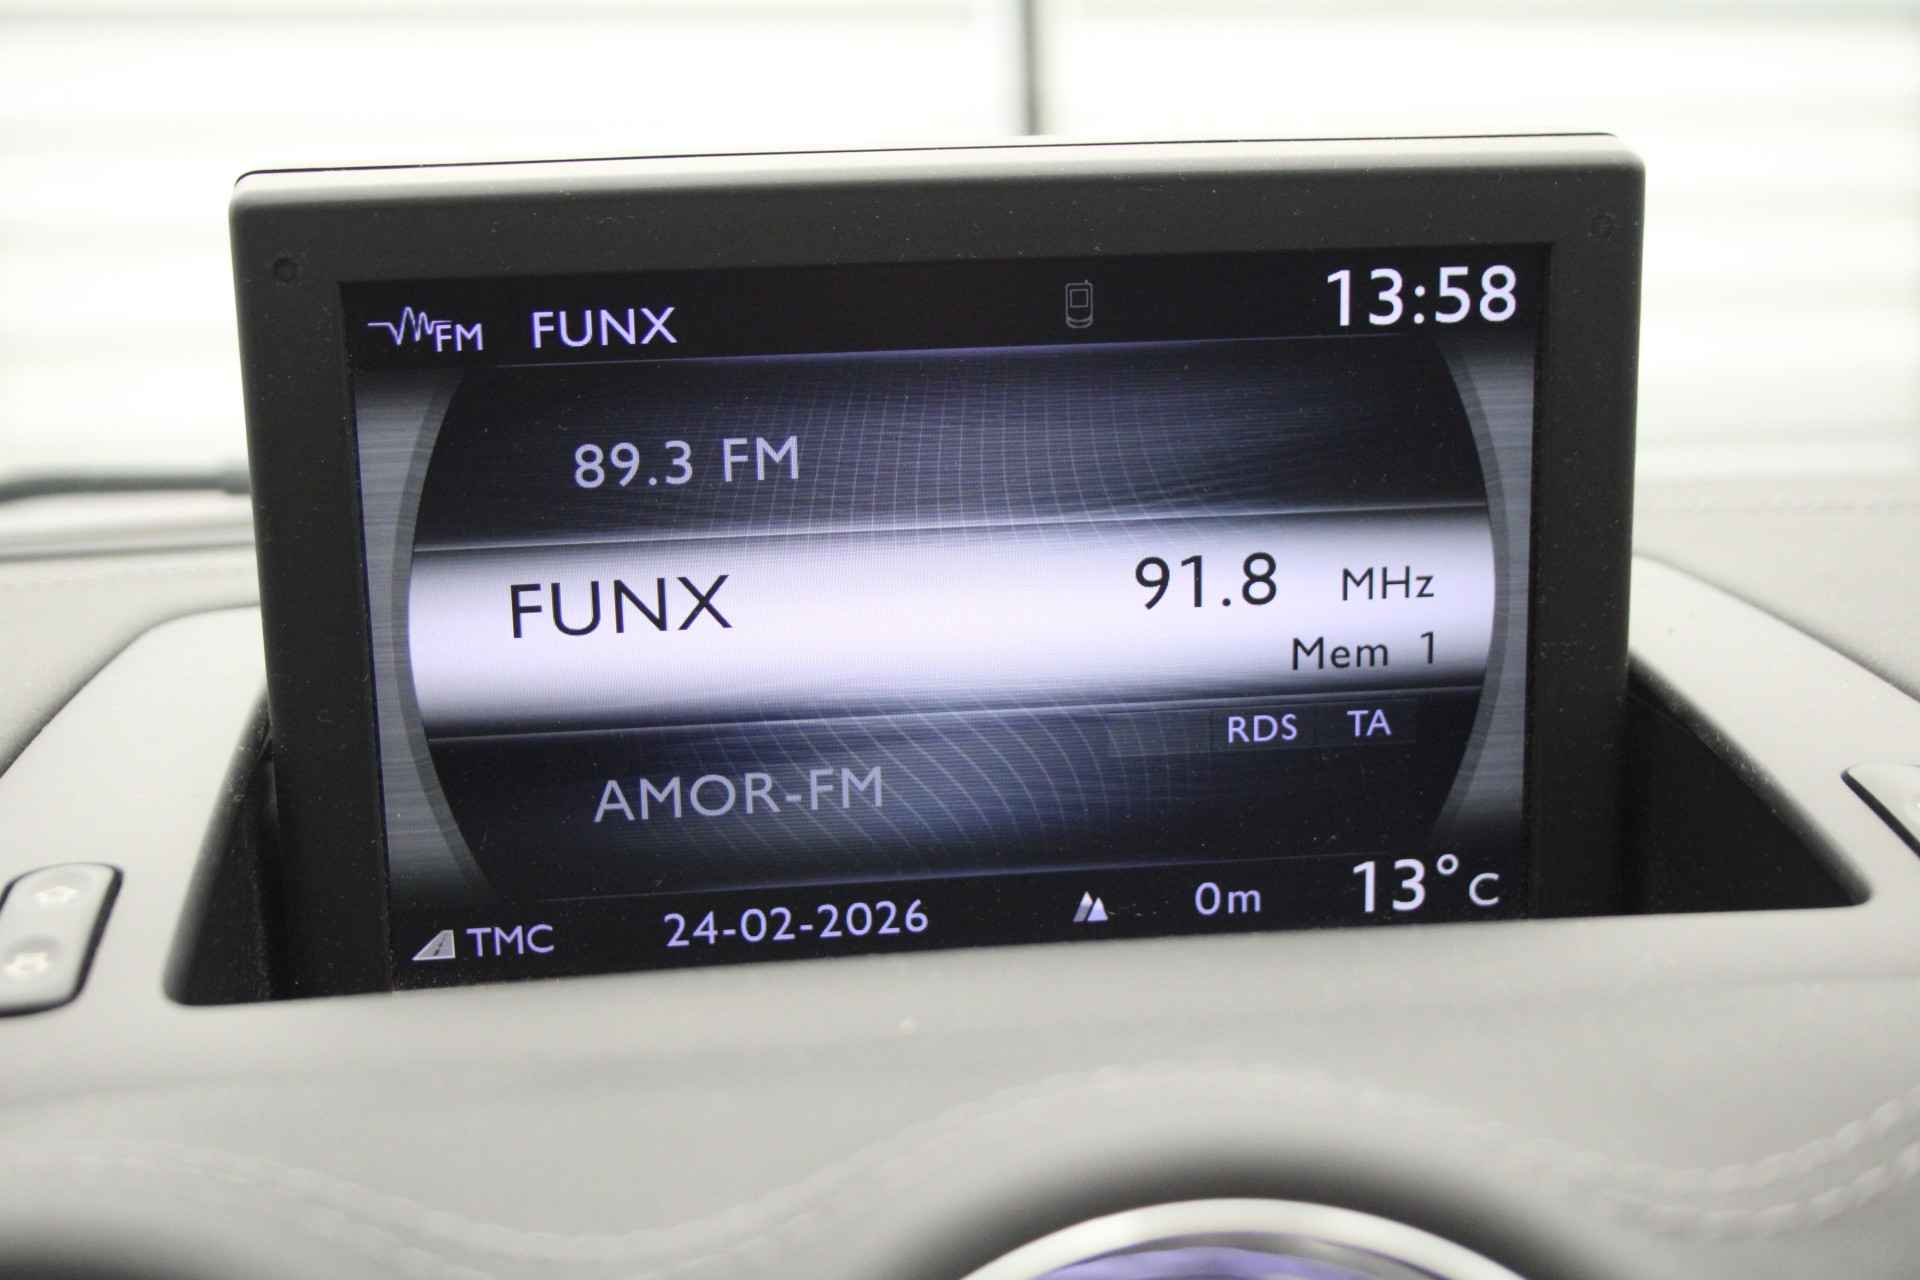 FM FUNX 13:58
89.3 FM
FUNX 91.8 MHz
Mem 1
RDS TA
AMOR-FM
TMC 24-02-2026 0m 13°C